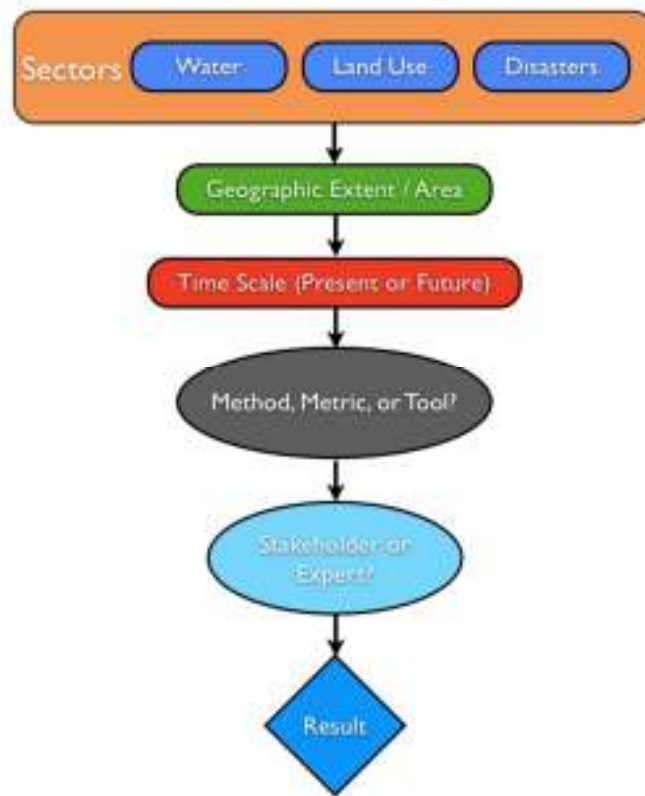 Sectors Water Land Use Disasters
Geographic Extent / Area
Time Scale (Present or Future)
Method, Metric, or Tool?
Stakeholder or
Expert?
Result